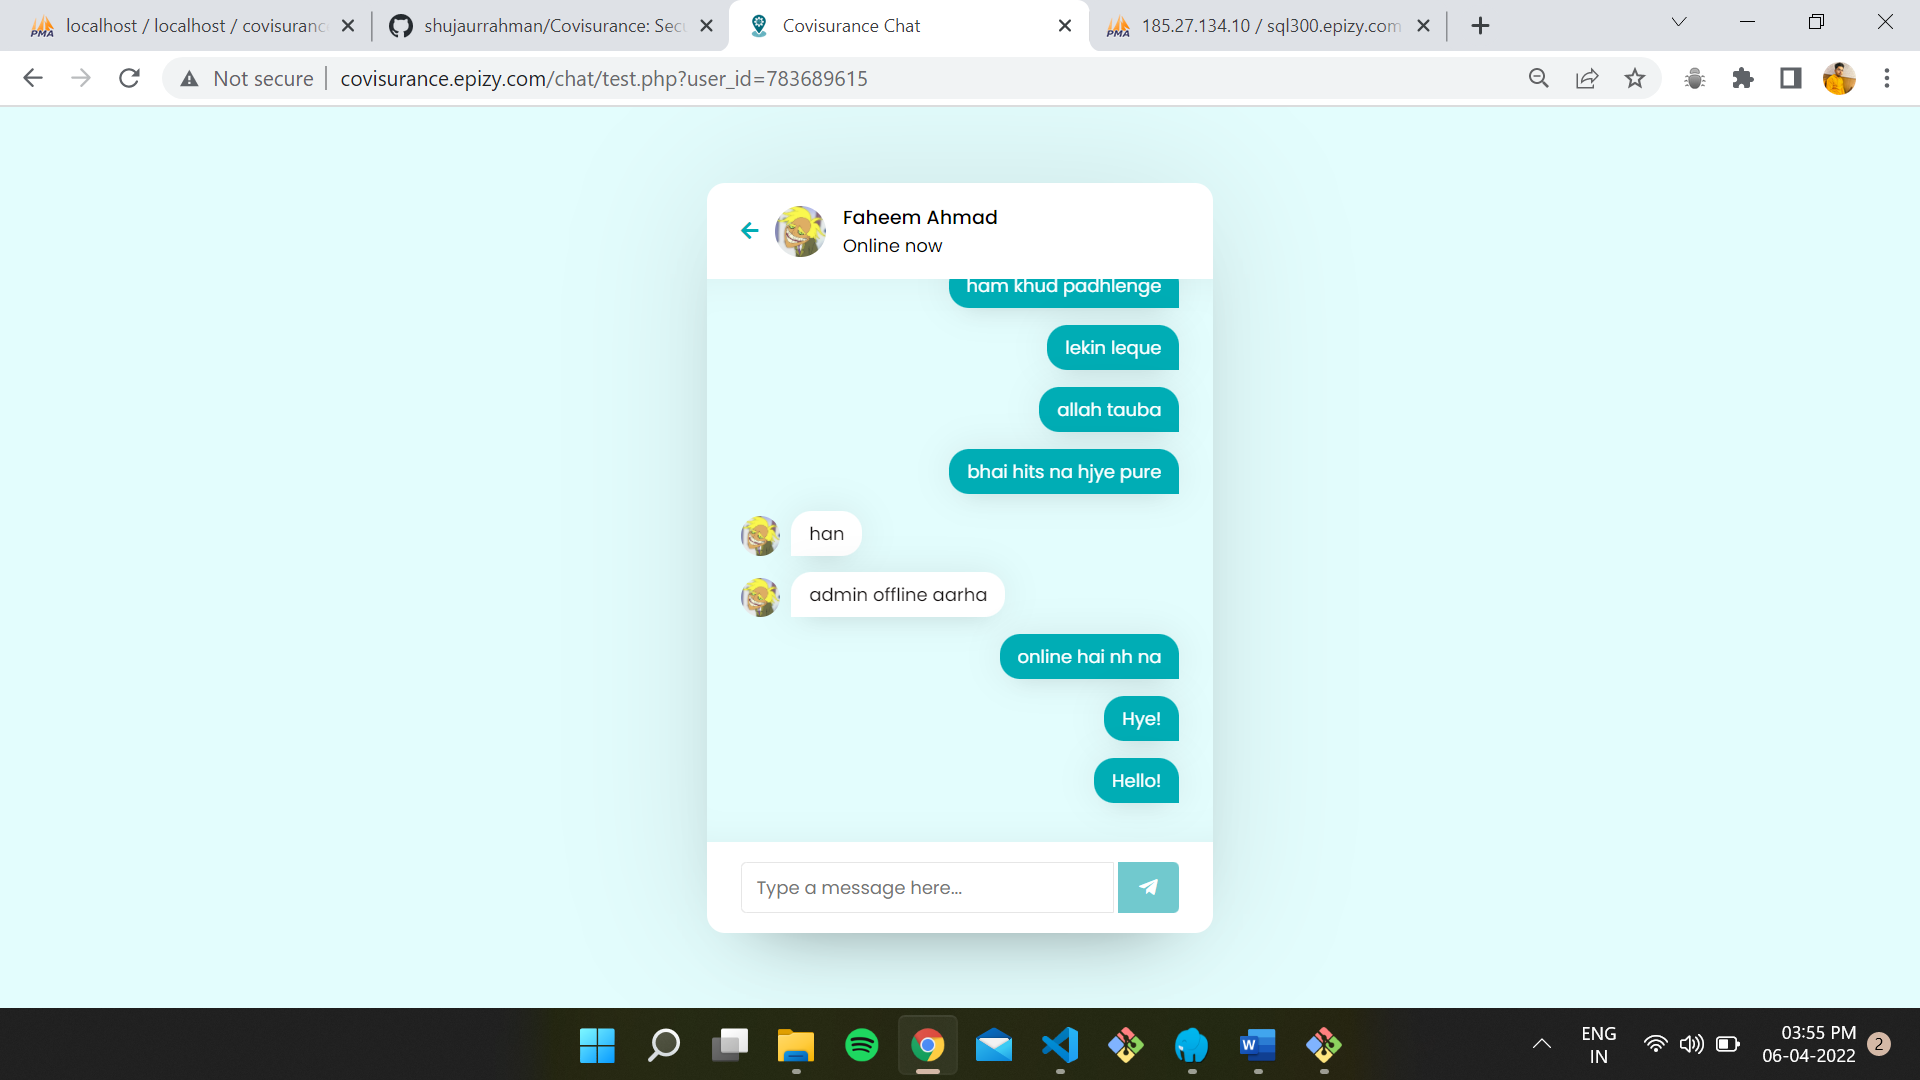 localhost / localhost / covisurance
shujaurrahman/Covisurance: Secu
Covisurance Chat
185.27.134.10 / sql300.epizy.com
Not secure
covisurance.epizy.com/chat/test.php?user_id=783689615
Faheem Ahmad
Online now
ham khud padhlenge
lekin leque
allah tauba
bhai hits na hjye pure
han
admin offline aarha
online hai nh na
Hye!
Hello!
Type a message here...
ENG
IN
03:55 PM
06-04-2022
2